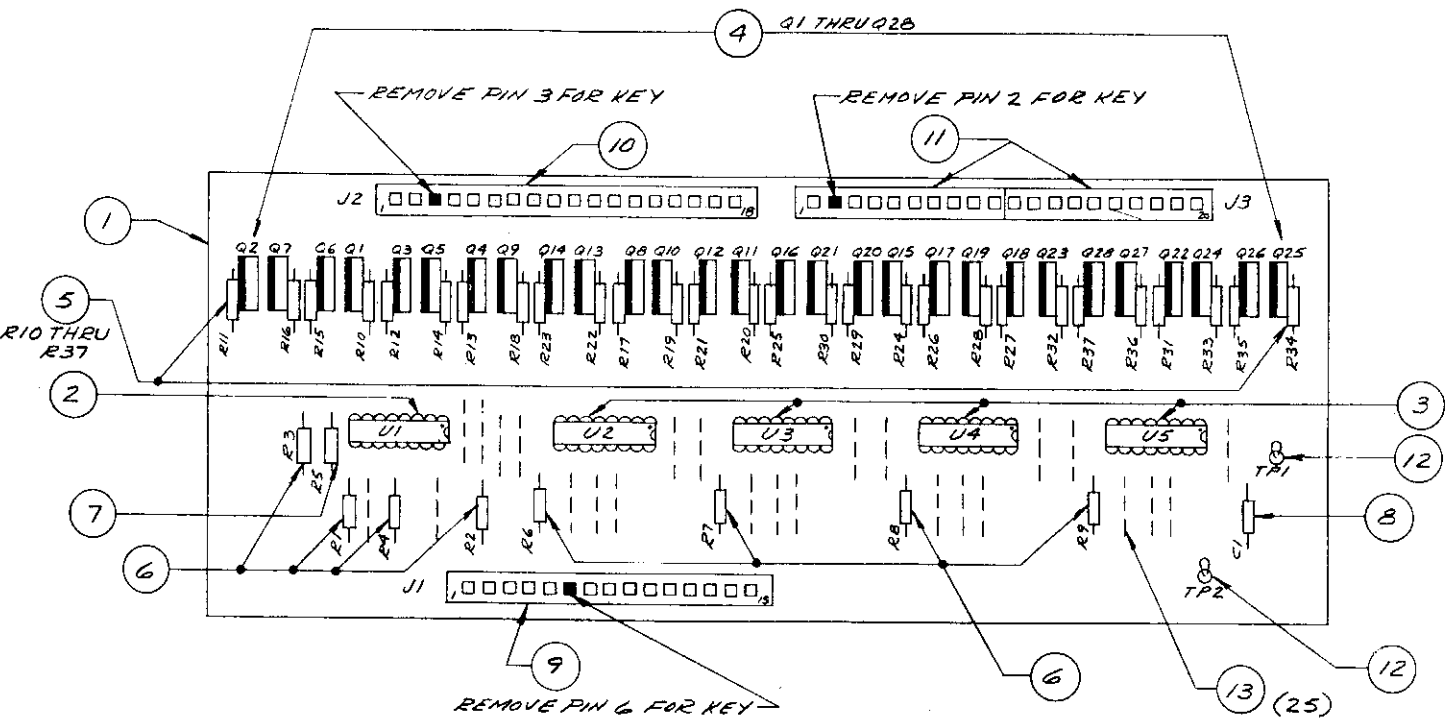 4 Q1 THRU Q28
REMOVE PIN 3 FOR KEY
REMOVE PIN 2 FOR KEY
10
11
J2 1 18
1 20 J3
1
Q2 Q7 Q6 Q1 Q3 Q5 Q4 Q9 Q14 Q13 Q8 Q10 Q12 Q11 Q16 Q21 Q20 Q15 Q17 Q19 Q18 Q23 Q28 Q27 Q22 Q24 Q26 Q25
5
R10 THRU
R37
R11 R16 R15 R10 R12 R14 R13 R18 R23 R22 R17 R19 R21 R20 R25 R30 R29 R24 R26 R28 R27 R32 R37 R36 R31 R33 R35 R34
2
3
U1 U2 U3 U4 U5
R3 R5
TP1
12
7
R1 R4 R2 R6 R7 R8 R9 C1
8
6
J1 1 15
TP2
9
6
13 (25)
12
REMOVE PIN 6 FOR KEY